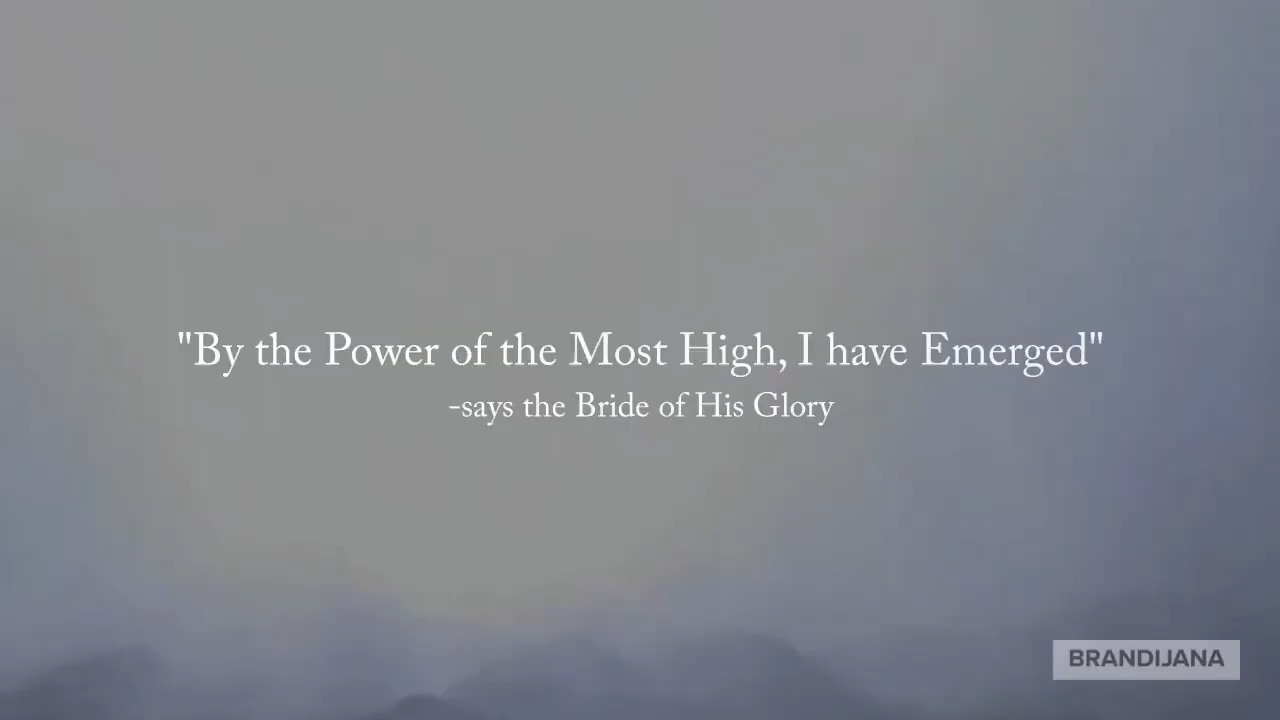 "By the Power of the Most High, I have Emerged"
-says the Bride of His Glory
BRANDIJANA